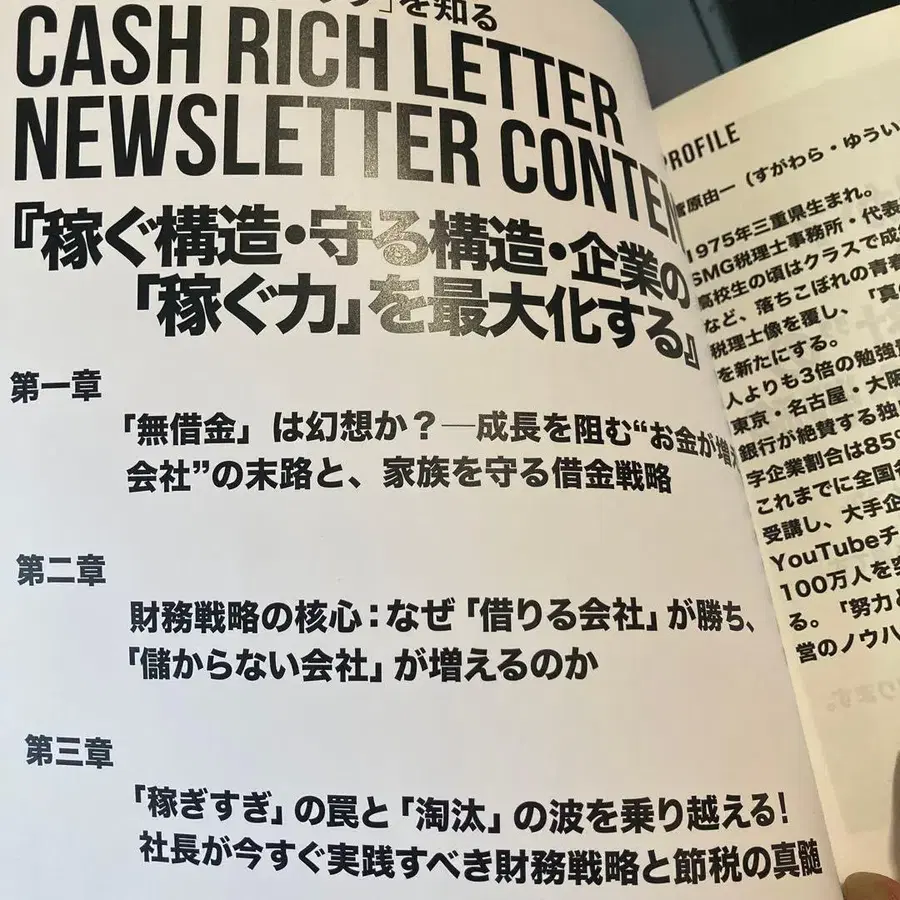 を知る
CASH RICH LETTER
NEWSLETTER CONTEN
『稼ぐ構造・守る構造・企業の
「稼ぐ力」を最大化する』
第一章
「無借金」は幻想か？―成長を阻む“お金が増え
会社”の末路と、家族を守る借金戦略
第二章
財務戦略の核心：なぜ「借りる会社」が勝ち、
「儲からない会社」が増えるのか
第三章
「稼ぎすぎ」の罠と「淘汰」の波を乗り越える！
社長が今すぐ実践すべき財務戦略と節税の真髄
PROFILE
菅原由一（すがわら・ゆうい
1975年三重県生まれ。
SMG税理士事務所・代表
高校生の頃はクラスで成
など、落ちこぼれの青春
税理士像を覆し、「真の
を新たにする。
人よりも3倍の勉強
東京・名古屋・大阪
銀行が絶賛する独
字企業割合は85%
これまでに全国
受講し、大手企
YouTubeチ
100万人を突
る。「努力と
営のノウハ